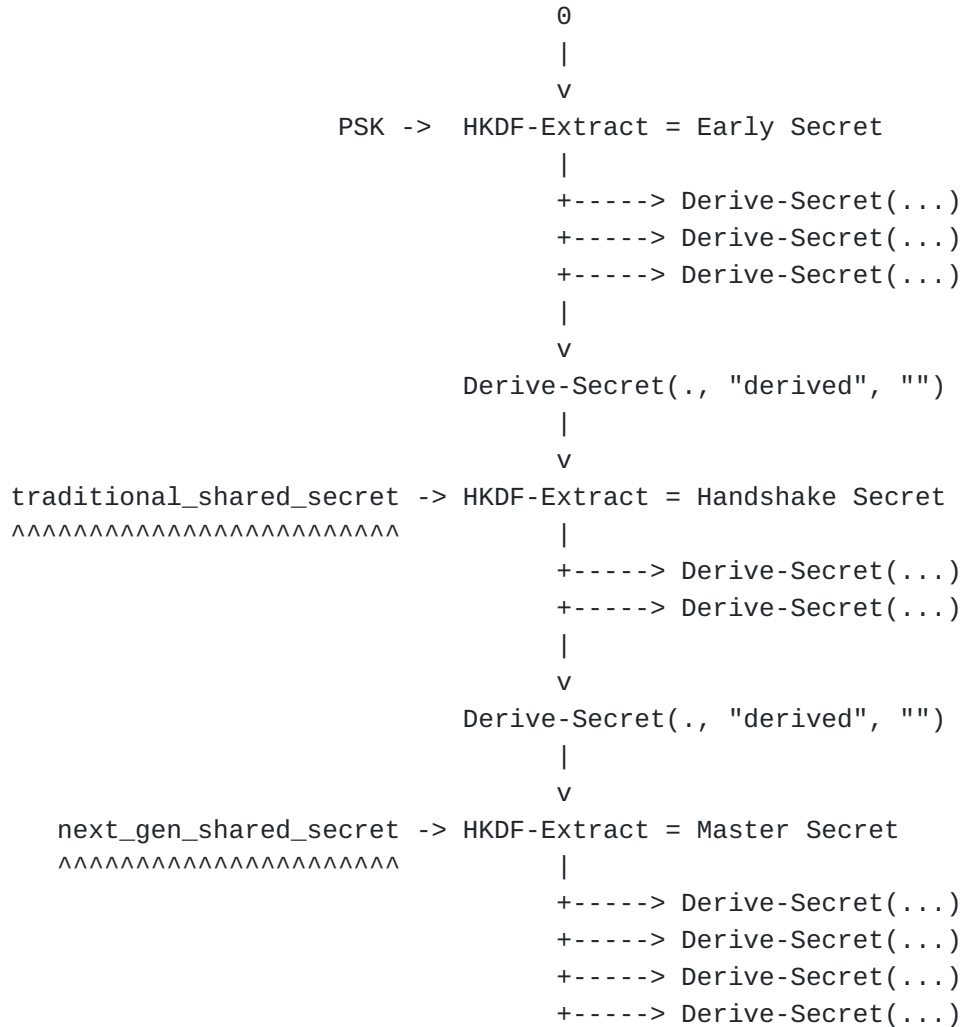 0
                                    |
                                    v
                      PSK ->  HKDF-Extract = Early Secret
                                    |
                                    +-----> Derive-Secret(...)
                                    +-----> Derive-Secret(...)
                                    +-----> Derive-Secret(...)
                                    |
                                    v
                              Derive-Secret(., "derived", "")
                                    |
                                    v
traditional_shared_secret -> HKDF-Extract = Handshake Secret
^^^^^^^^^^^^^^^^^^^^^^^^^           |
                                    +-----> Derive-Secret(...)
                                    +-----> Derive-Secret(...)
                                    |
                                    v
                              Derive-Secret(., "derived", "")
                                    |
                                    v
   next_gen_shared_secret -> HKDF-Extract = Master Secret
   ^^^^^^^^^^^^^^^^^^^^^^           |
                                    +-----> Derive-Secret(...)
                                    +-----> Derive-Secret(...)
                                    +-----> Derive-Secret(...)
                                    +-----> Derive-Secret(...)